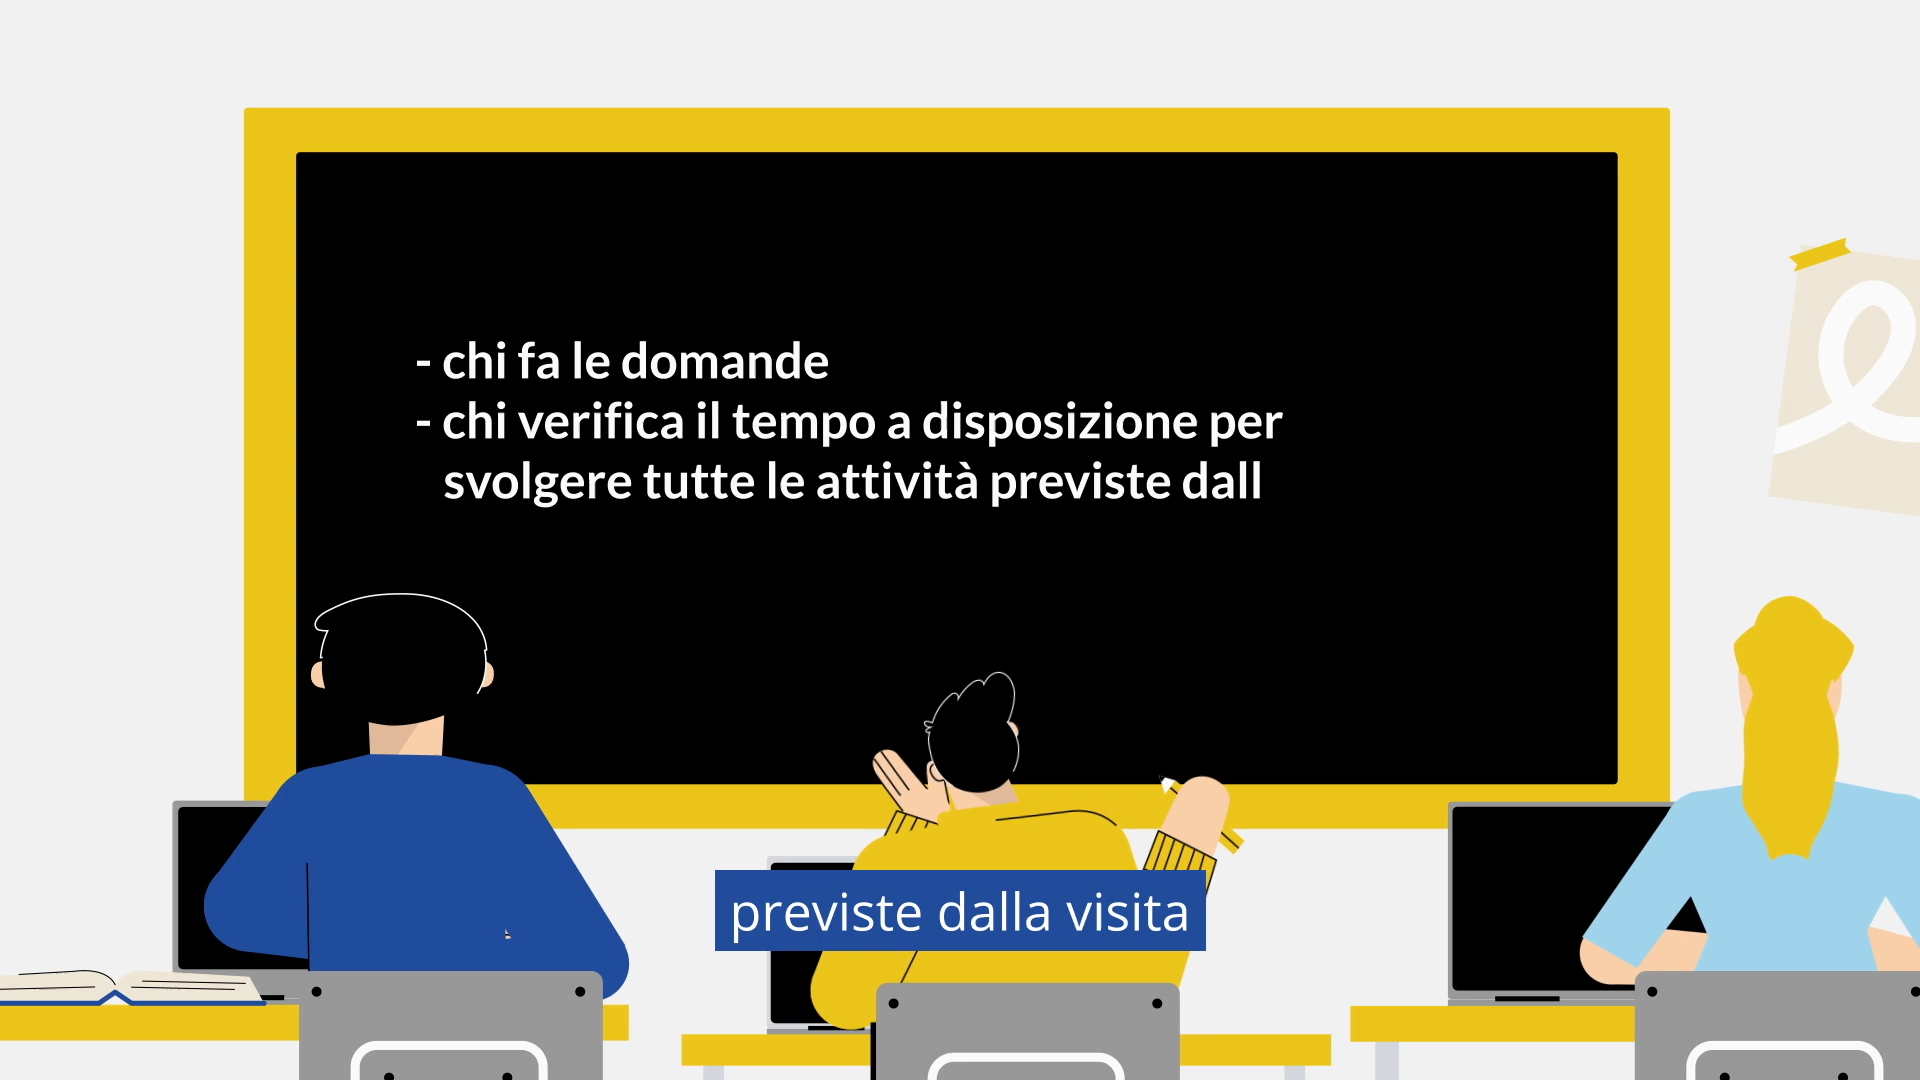 - chi fa le domande
- chi verifica il tempo a disposizione per
svolgere tutte le attività previste dall
previste dalla visita